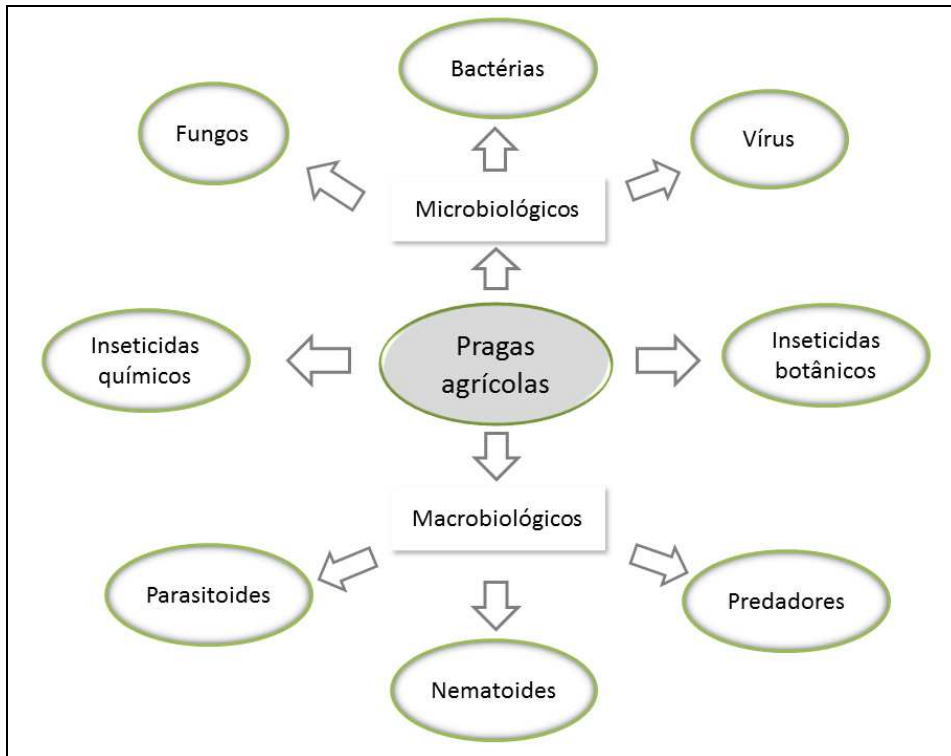 Bactérias
Fungos
Vírus
Microbiológicos
Inseticidas
químicos
Pragas
agrícolas
Inseticidas
botânicos
Macrobiológicos
Parasitoides
Predadores
Nematoides